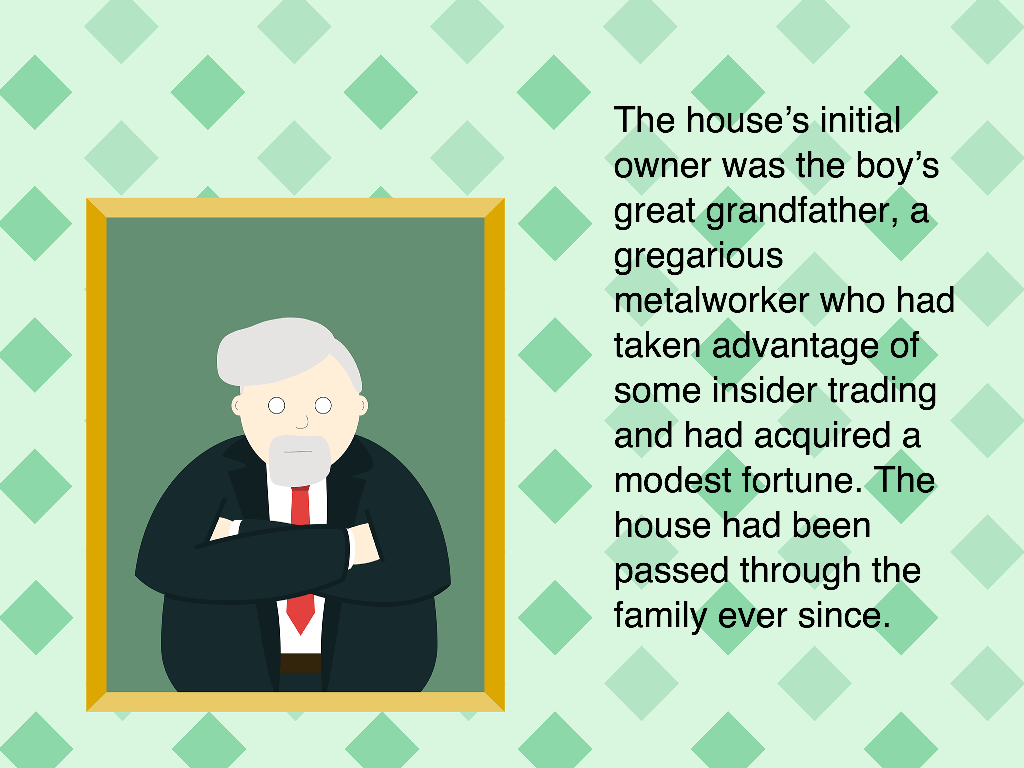 The house’s initial
owner was the boy’s
great grandfather, a
gregarious
metalworker who had
taken advantage of
some insider trading
and had acquired a
modest fortune. The
house had been
passed through the
family ever since.